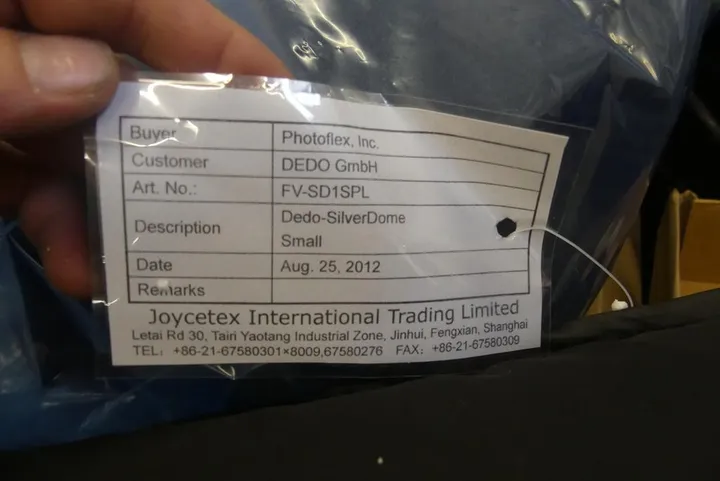 Buyer Photoflex, Inc.
Customer DEDO GmbH
Art. No.: FV-SD1SPL
Description Dedo-SilverDome
Small
Date Aug. 25, 2012
Remarks
Joycetex International Trading Limited
Letai Rd 30, Tairi Yaotang Industrial Zone, Jinhui, Fengxian, Shanghai
TEL: +86-21-67580301×8009,67580276 FAX: +86-21-67580309